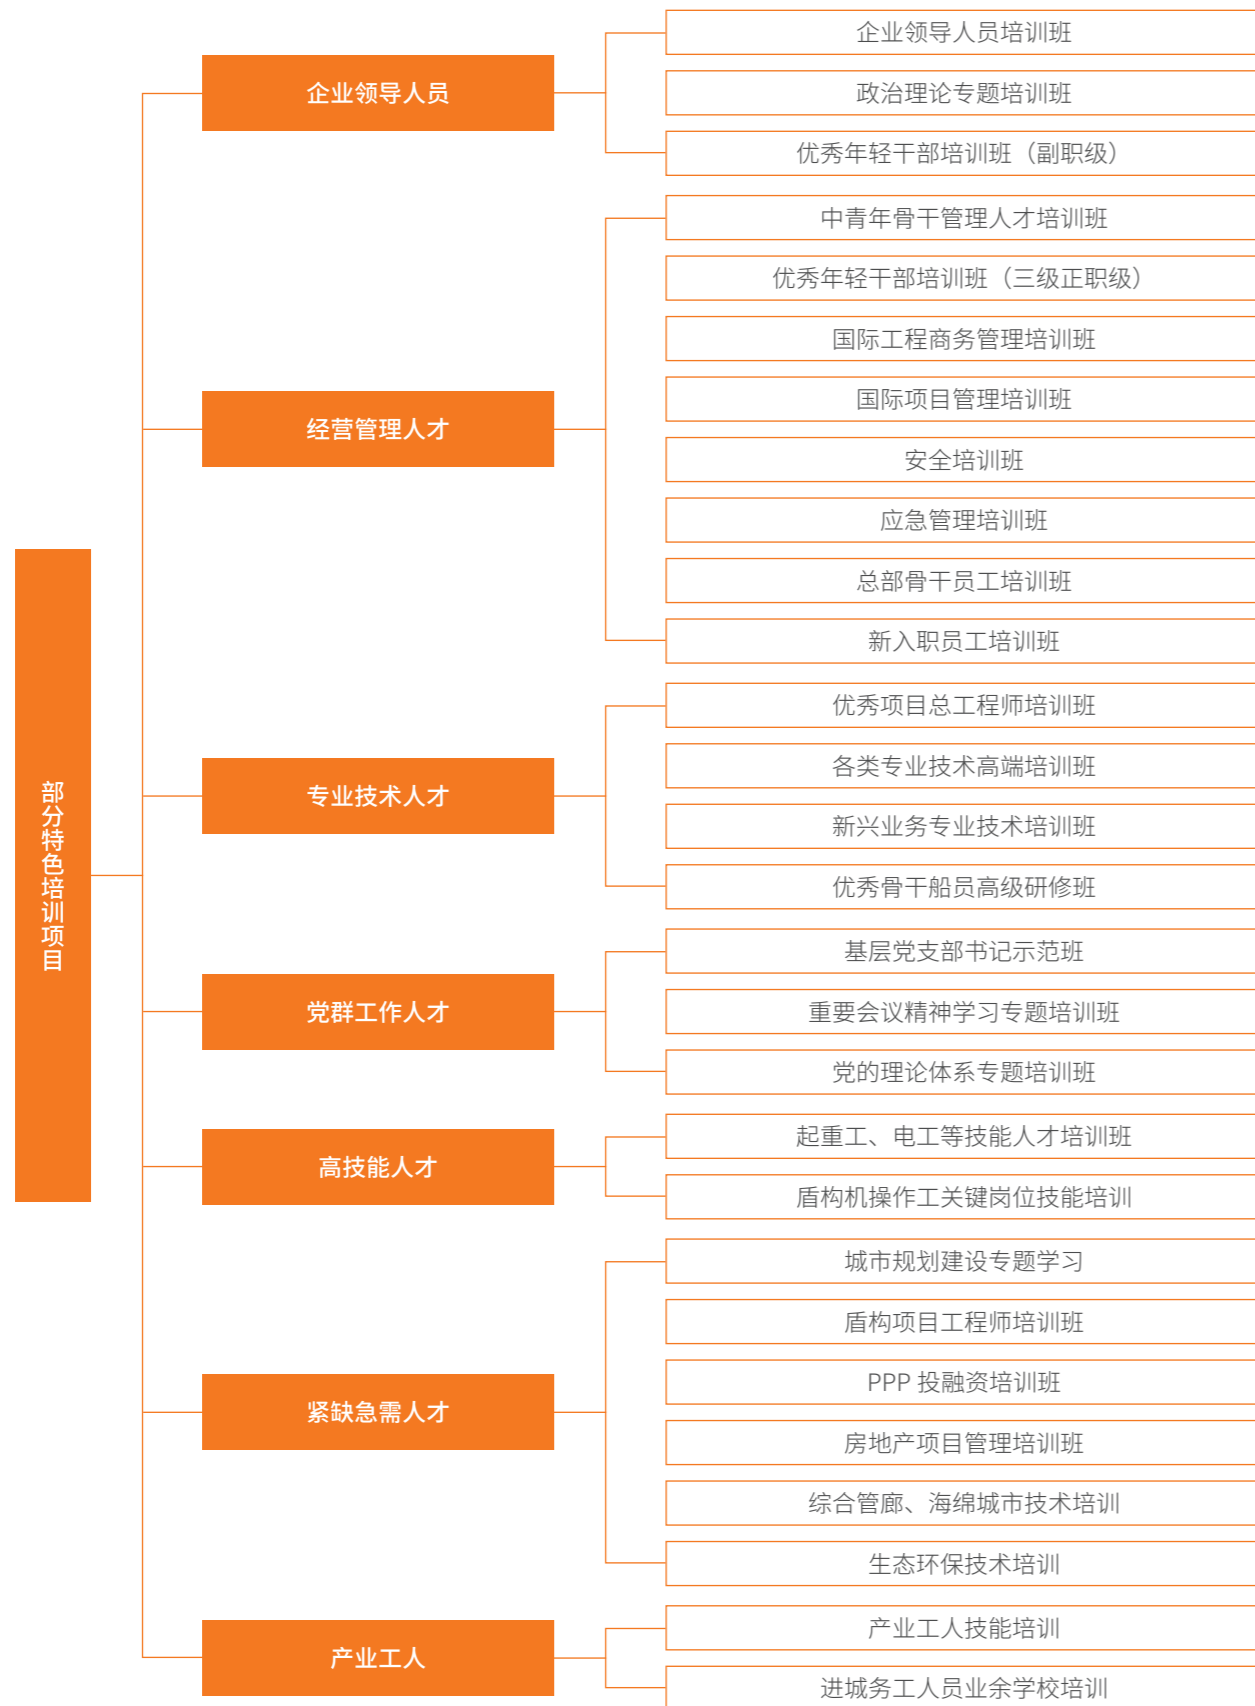 部分特色培训项目
企业领导人员
企业领导人员培训班
政治理论专题培训班
优秀年轻干部培训班（副职级）
经营管理人才
中青年骨干管理人才培训班
优秀年轻干部培训班（三级正职级）
国际工程商务管理培训班
国际项目管理培训班
安全培训班
应急管理培训班
总部骨干员工培训班
新入职员工培训班
专业技术人才
优秀项目总工程师培训班
各类专业技术高端培训班
新兴业务专业技术培训班
优秀骨干船员高级研修班
党群工作人才
基层党支部书记示范班
重要会议精神学习专题培训班
党的理论体系专题培训班
高技能人才
起重工、电工等技能人才培训班
盾构机操作工关键岗位技能培训
紧缺急需人才
城市规划建设专题学习
盾构项目工程师培训班
PPP 投融资培训班
房地产项目管理培训班
综合管廊、海绵城市技术培训
生态环保技术培训
产业工人
产业工人技能培训
进城务工人员业余学校培训